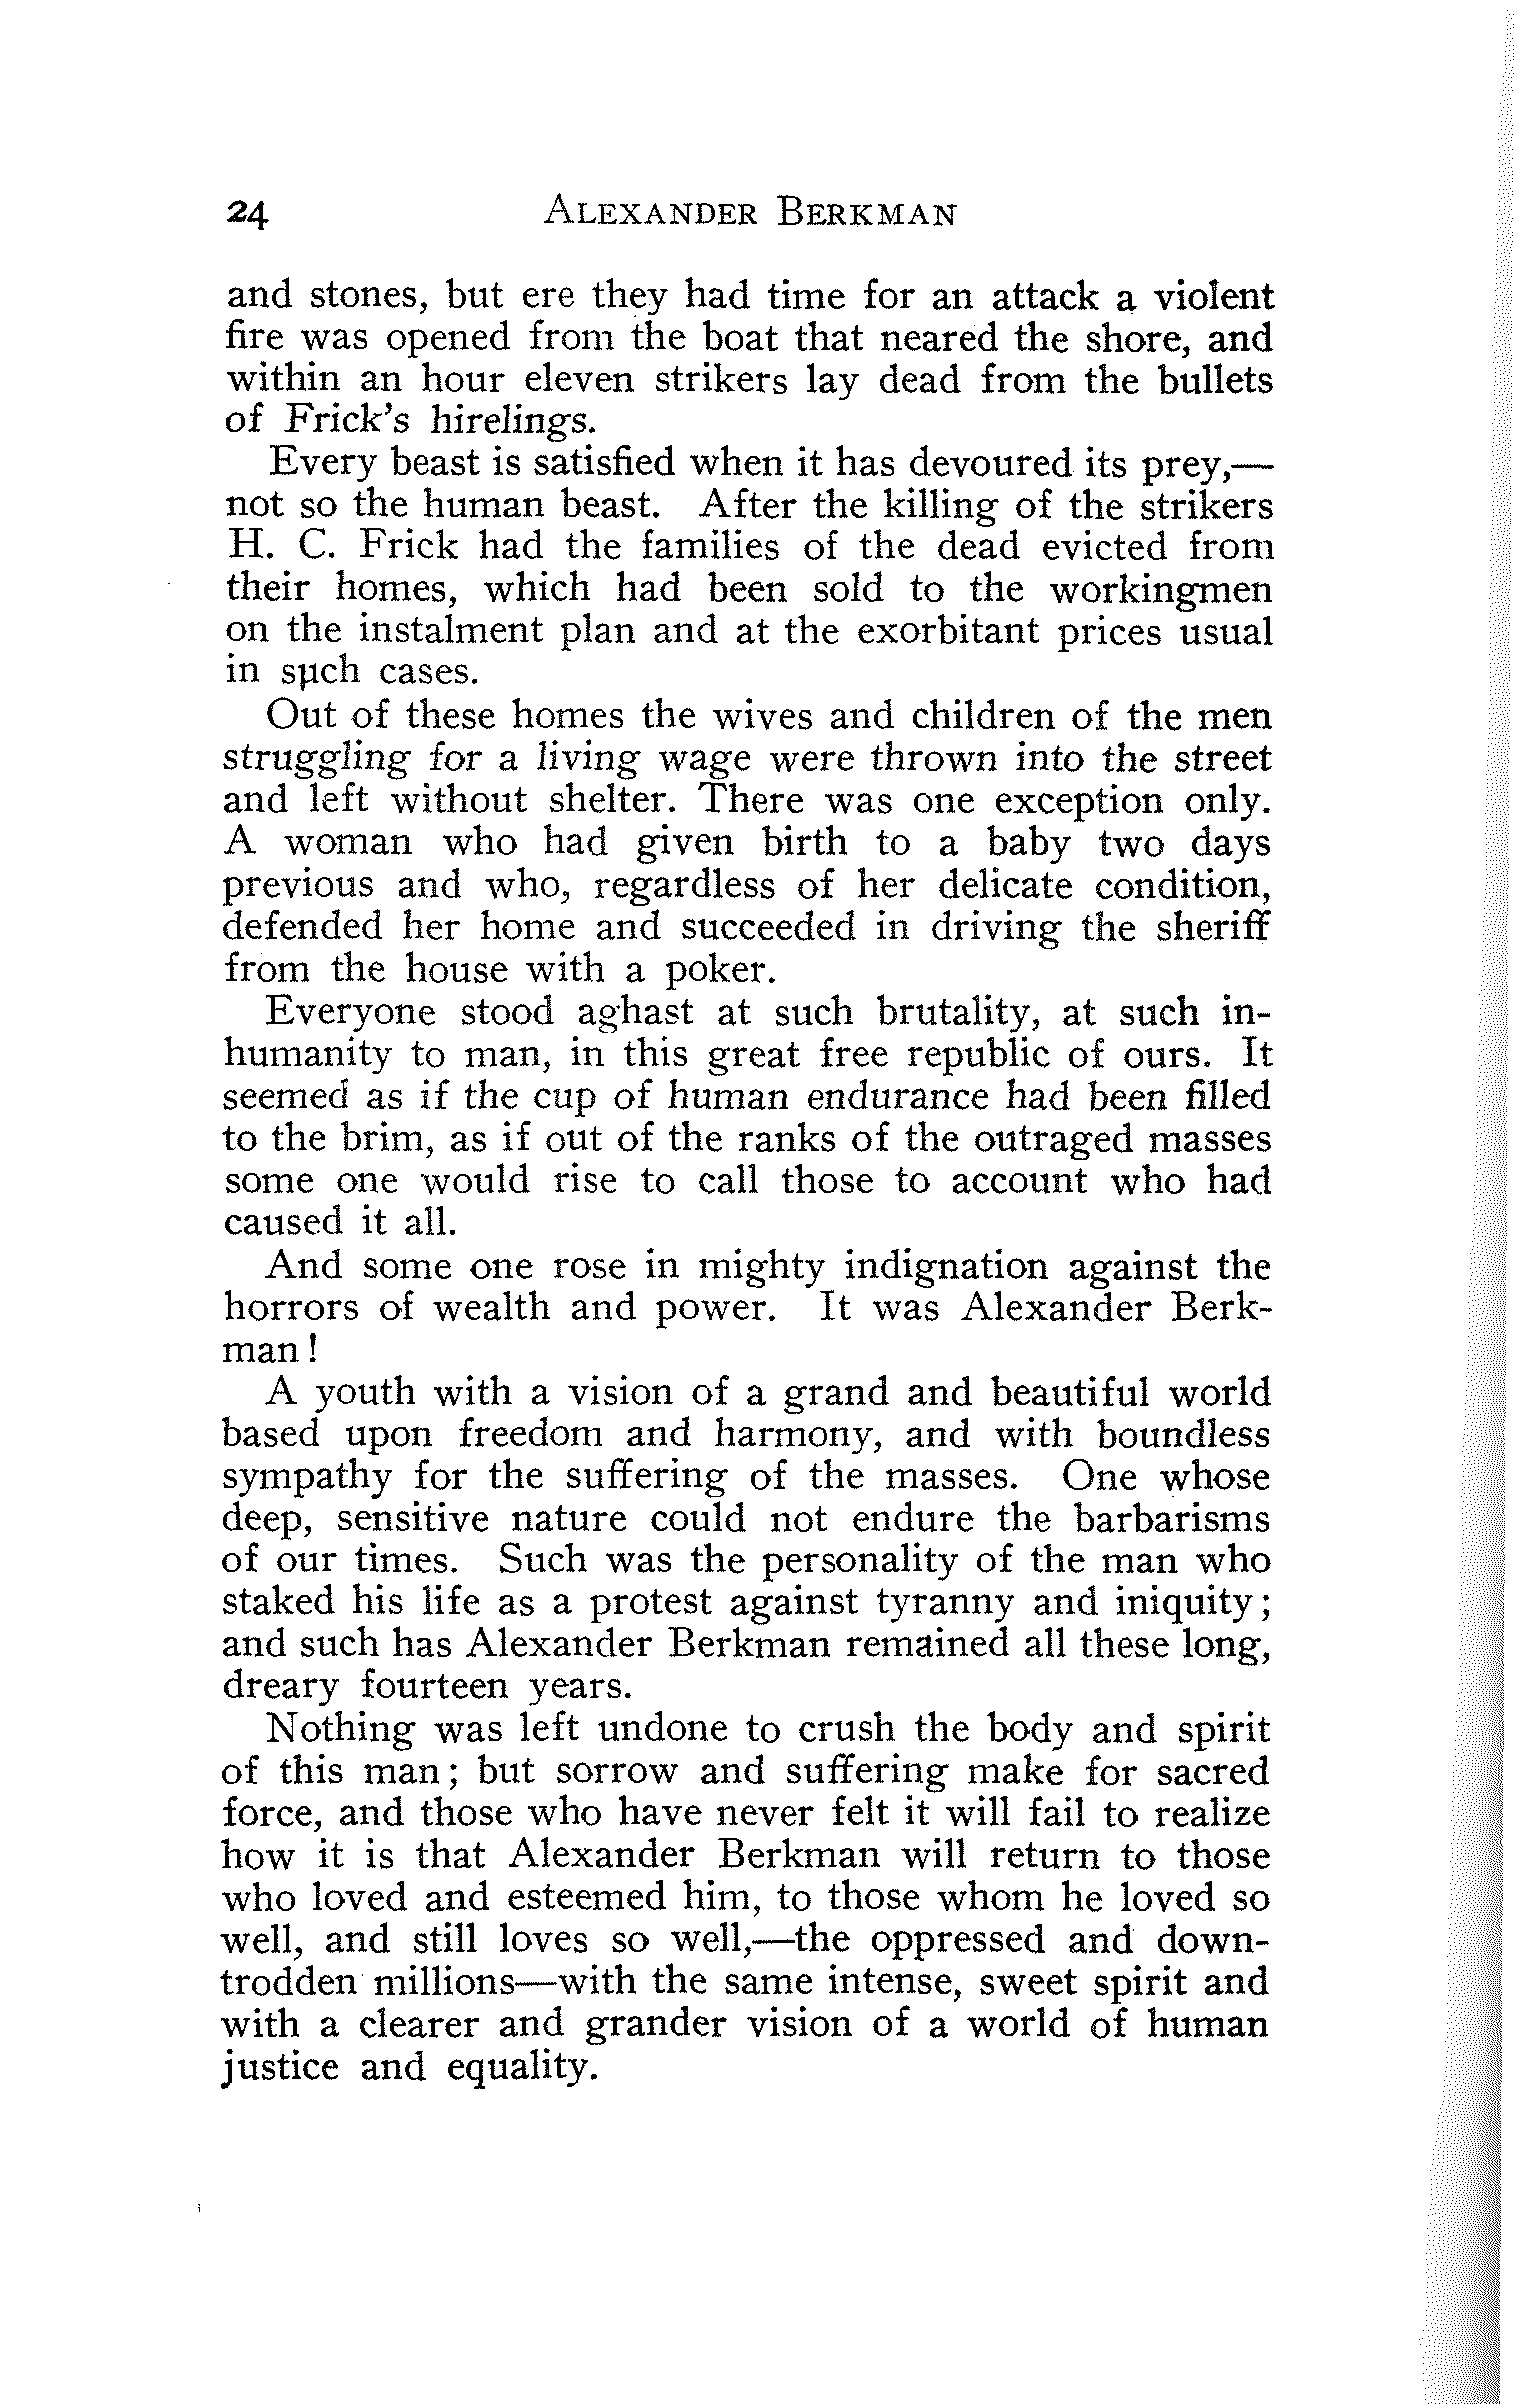 24 ALEXANDER BERKMAN
and stones, but ere they had time for an attack a violent
fire was opened from the boat that neared the shore, and
within an hour eleven strikers lay dead from the bullets
of Frick's hirelings.
Every beast is satisfied when it has devoured its prey,—
not so the human beast. After the killing of the strikers
H. C. Frick had the families of the dead evicted from
their homes, which had been sold to the workingmen
on the instalment plan and at the exorbitant prices usual
in such cases.
Out of these homes the wives and children of the men
struggling for a living wage were thrown into the street
and left without shelter. There was one exception only.
A woman who had given birth to a baby two days
previous and who, regardless of her delicate condition,
defended her home and succeeded in driving the sheriff
from the house with a poker.
Everyone stood aghast at such brutality, at such in-
humanity to man, in this great free republic of ours. It
seemed as if the cup of human endurance had been filled
to the brim, as if out of the ranks of the outraged masses
some one would rise to call those to account who had
caused it all.
And some one rose in mighty indignation against the
horrors of wealth and power. It was Alexander Berk-
man!
A youth with a vision of a grand and beautiful world
based upon freedom and harmony, and with boundless
sympathy for the suffering of the masses. One whose
deep, sensitive nature could not endure the barbarisms
of our times. Such was the personality of the man who
staked his life as a protest against tyranny and iniquity;
and such has Alexander Berkman remained all these long,
dreary fourteen years.
Nothing was left undone to crush the body and spirit
of this man; but sorrow and suffering make for sacred
force, and those who have never felt it will fail to realize
how it is that Alexander Berkman will return to those
who loved and esteemed him, to those whom he loved so
well, and still loves so well,—the oppressed and down-
trodden millions—with the same intense, sweet spirit and
with a clearer and grander vision of a world of human
justice and equality.